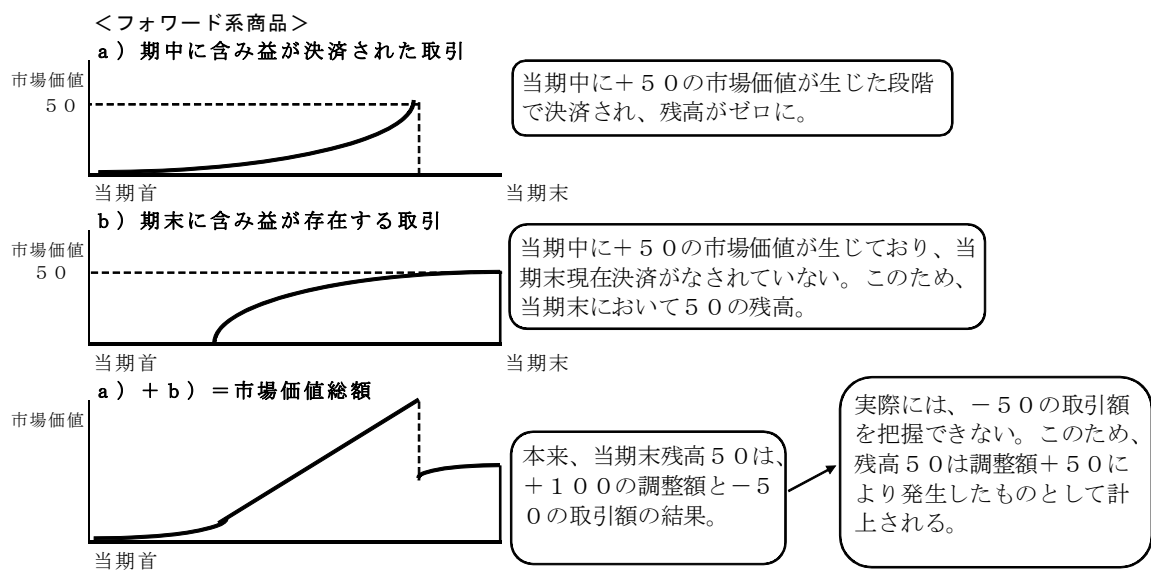 ＜フォワード系商品＞
ａ）期中に含み益が決済された取引
市場価値
５０
当期中に＋５０の市場価値が生じた段階
で決済され、残高がゼロに。
当期首
当期末
ｂ）期末に含み益が存在する取引
市場価値
５０
当期中に＋５０の市場価値が生じており、当
期末現在決済がなされていない。このため、
当期末において５０の残高。
当期首
当期末
ａ）＋ｂ）＝市場価値総額
市場価値
本来、当期末残高５０は、
＋１００の調整額と－５
０の取引額の結果。
実際には、－５０の取引額
を把握できない。このため、
残高５０は調整額＋５０に
より発生したものとして計
上される。
当期首